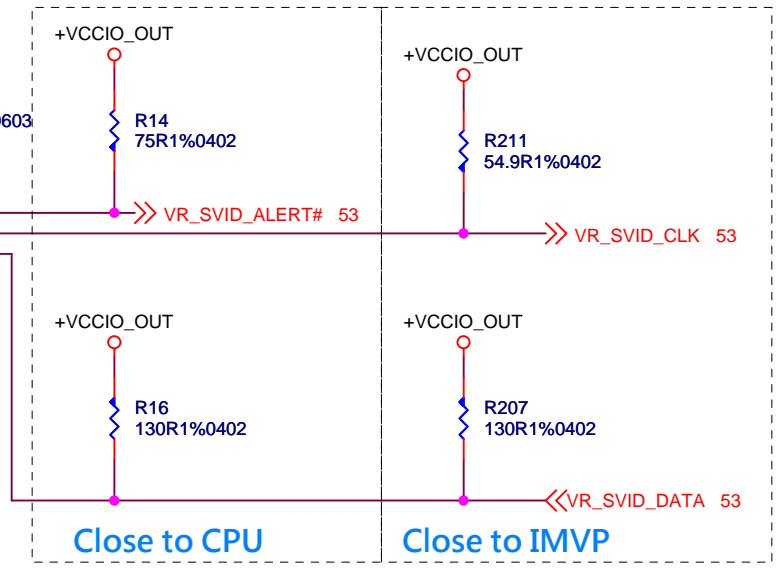 +VCCIO_OUT
+VCCIO_OUT
0603
R14
75R1%0402
R211
54.9R1%0402
VR_SVID_ALERT# 53
VR_SVID_CLK 53
+VCCIO_OUT
+VCCIO_OUT
R16
130R1%0402
R207
130R1%0402
VR_SVID_DATA 53
Close to CPU
Close to IMVP